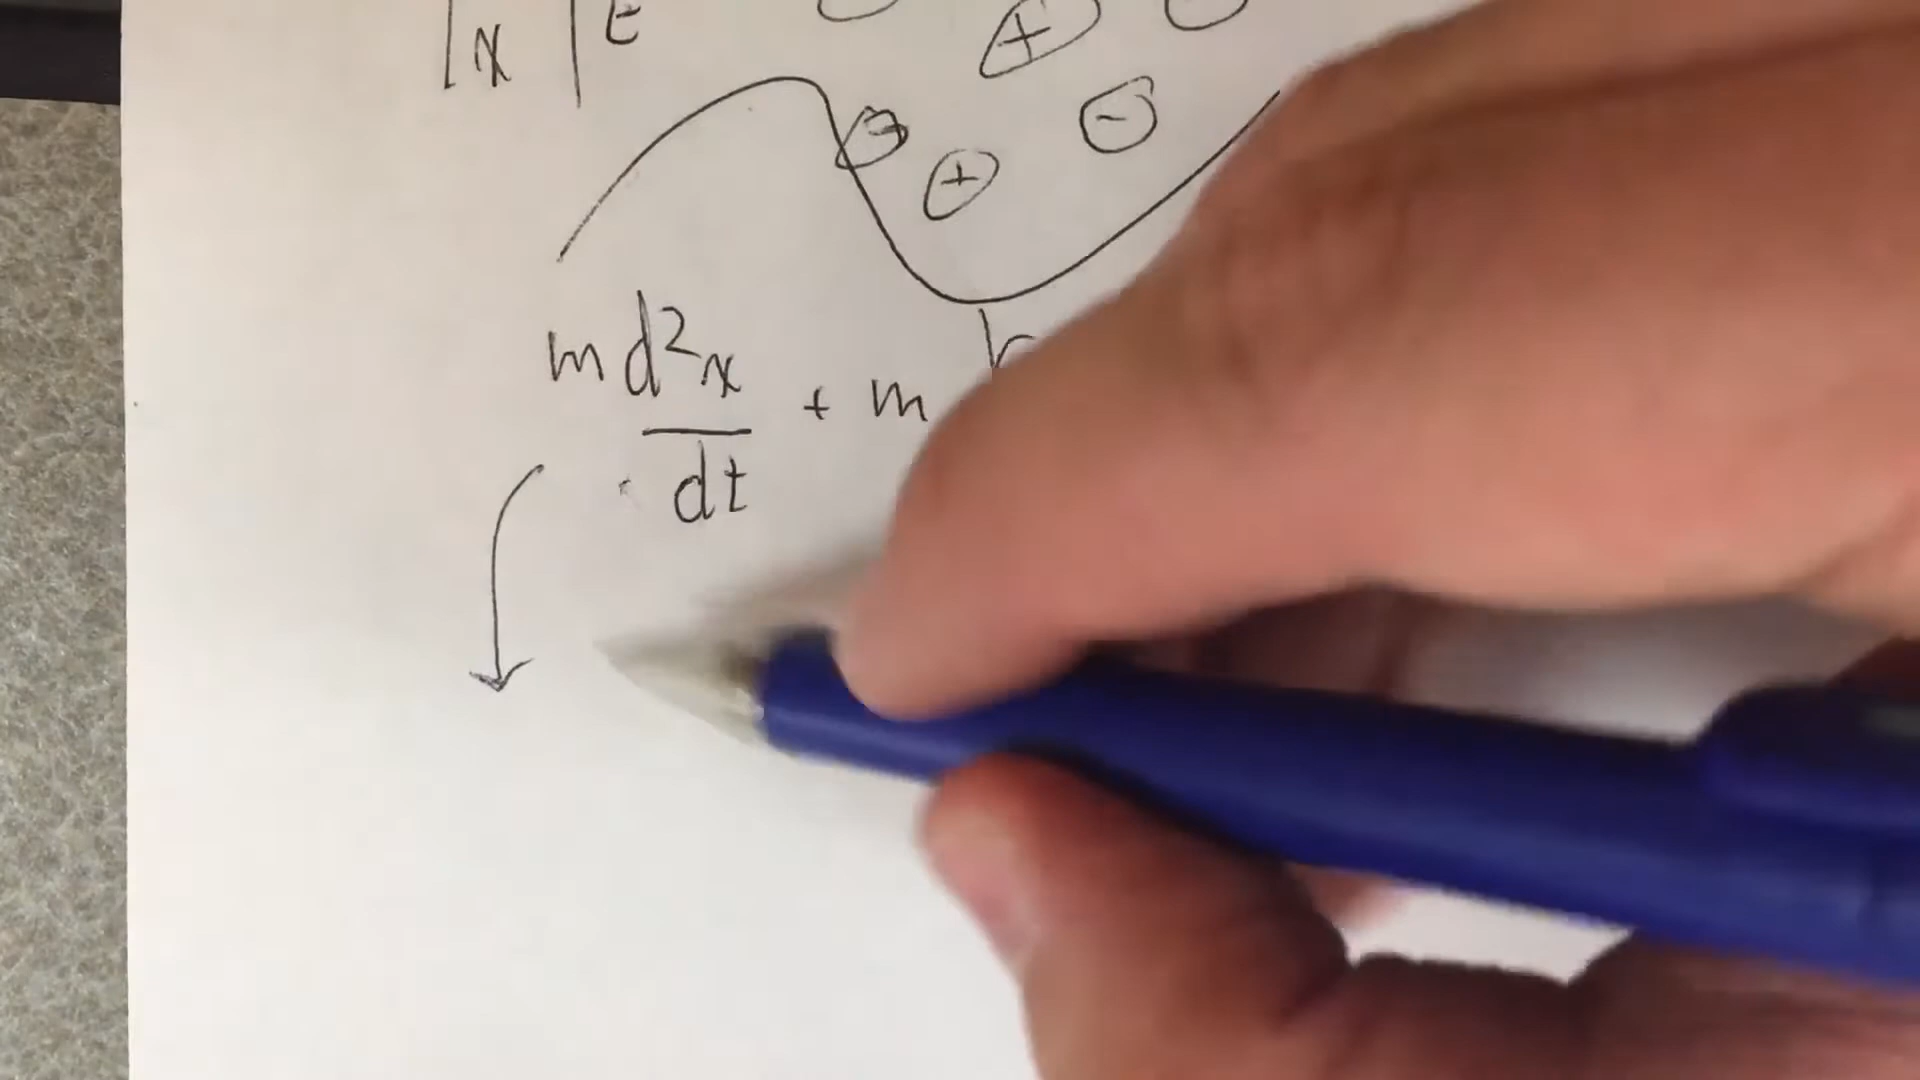 x t
+
- +
+
m d²x + m
dt